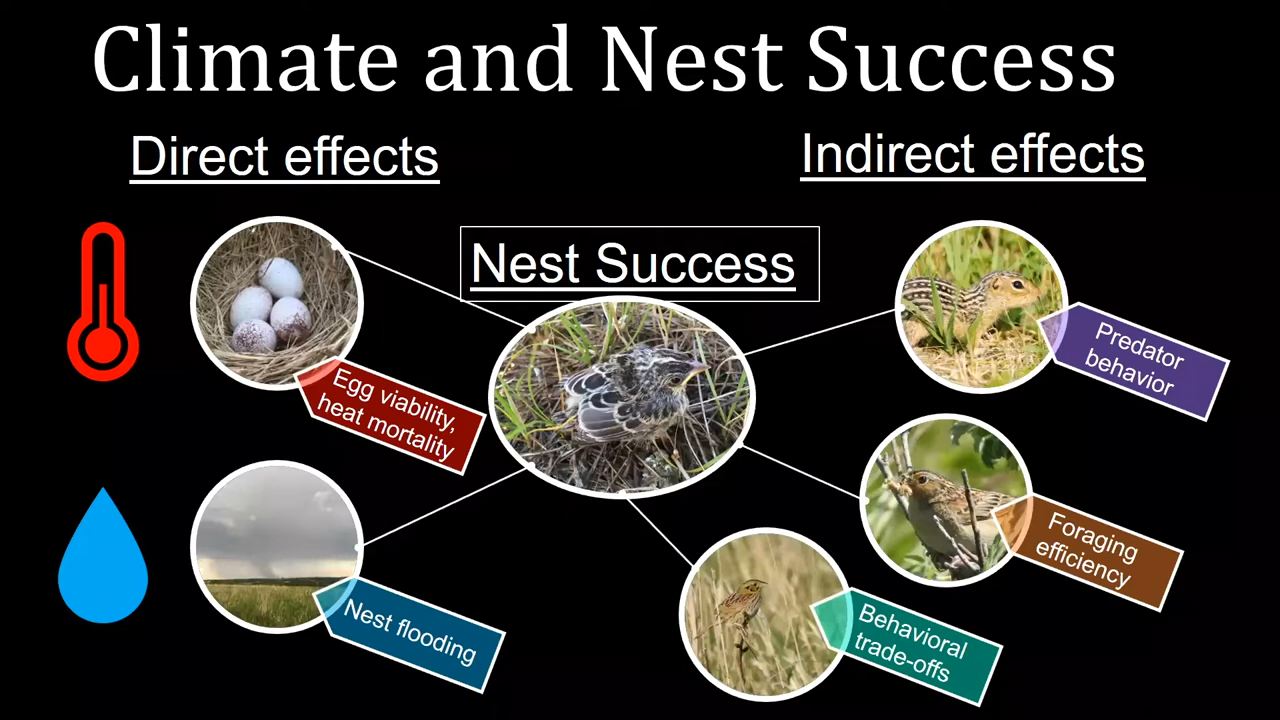 Climate and Nest Success
Direct effects
Indirect effects
Nest Success
Egg viability,
heat mortality
Nest flooding
Predator
behavior
Foraging
efficiency
Behavioral
trade-offs